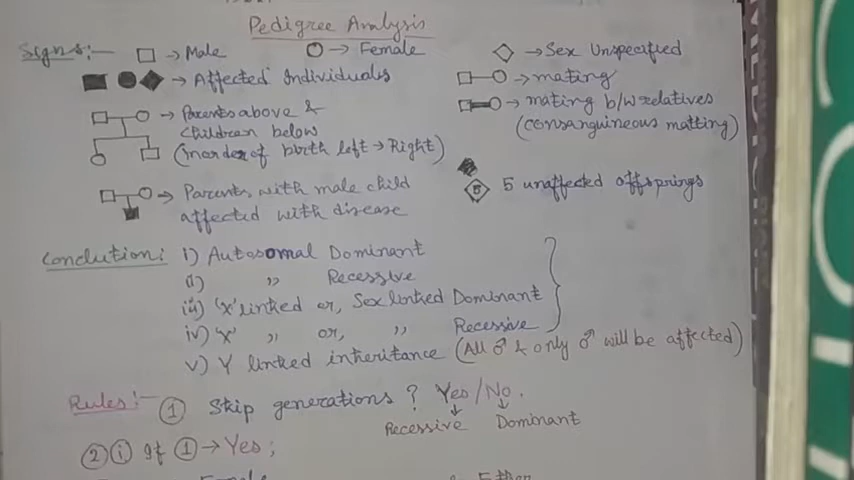 Pedigree Analysis
Signs:- □ → Male ○ → Female ◇ → Sex Unspecified
→ Affected Individuals □─○ → mating
→ Parents above & → mating b/w relatives
children below (consanguineous matting)
(in order of birth left → Right)
→ Parents with male child 5 5 unaffected offsprings
affected with disease
Conclution: i) Autosomal Dominant
ii) " Recessive
iii) 'X' linked or, Sex linked Dominant
iv) 'X' " or, " Recessive
v) Y linked inheritance (All ♂ & only ♂ will be affected)
Rules:- ① Skip generations? Yes/No.
↓ ↓
Recessive Dominant
② ⓘ If ① → Yes;